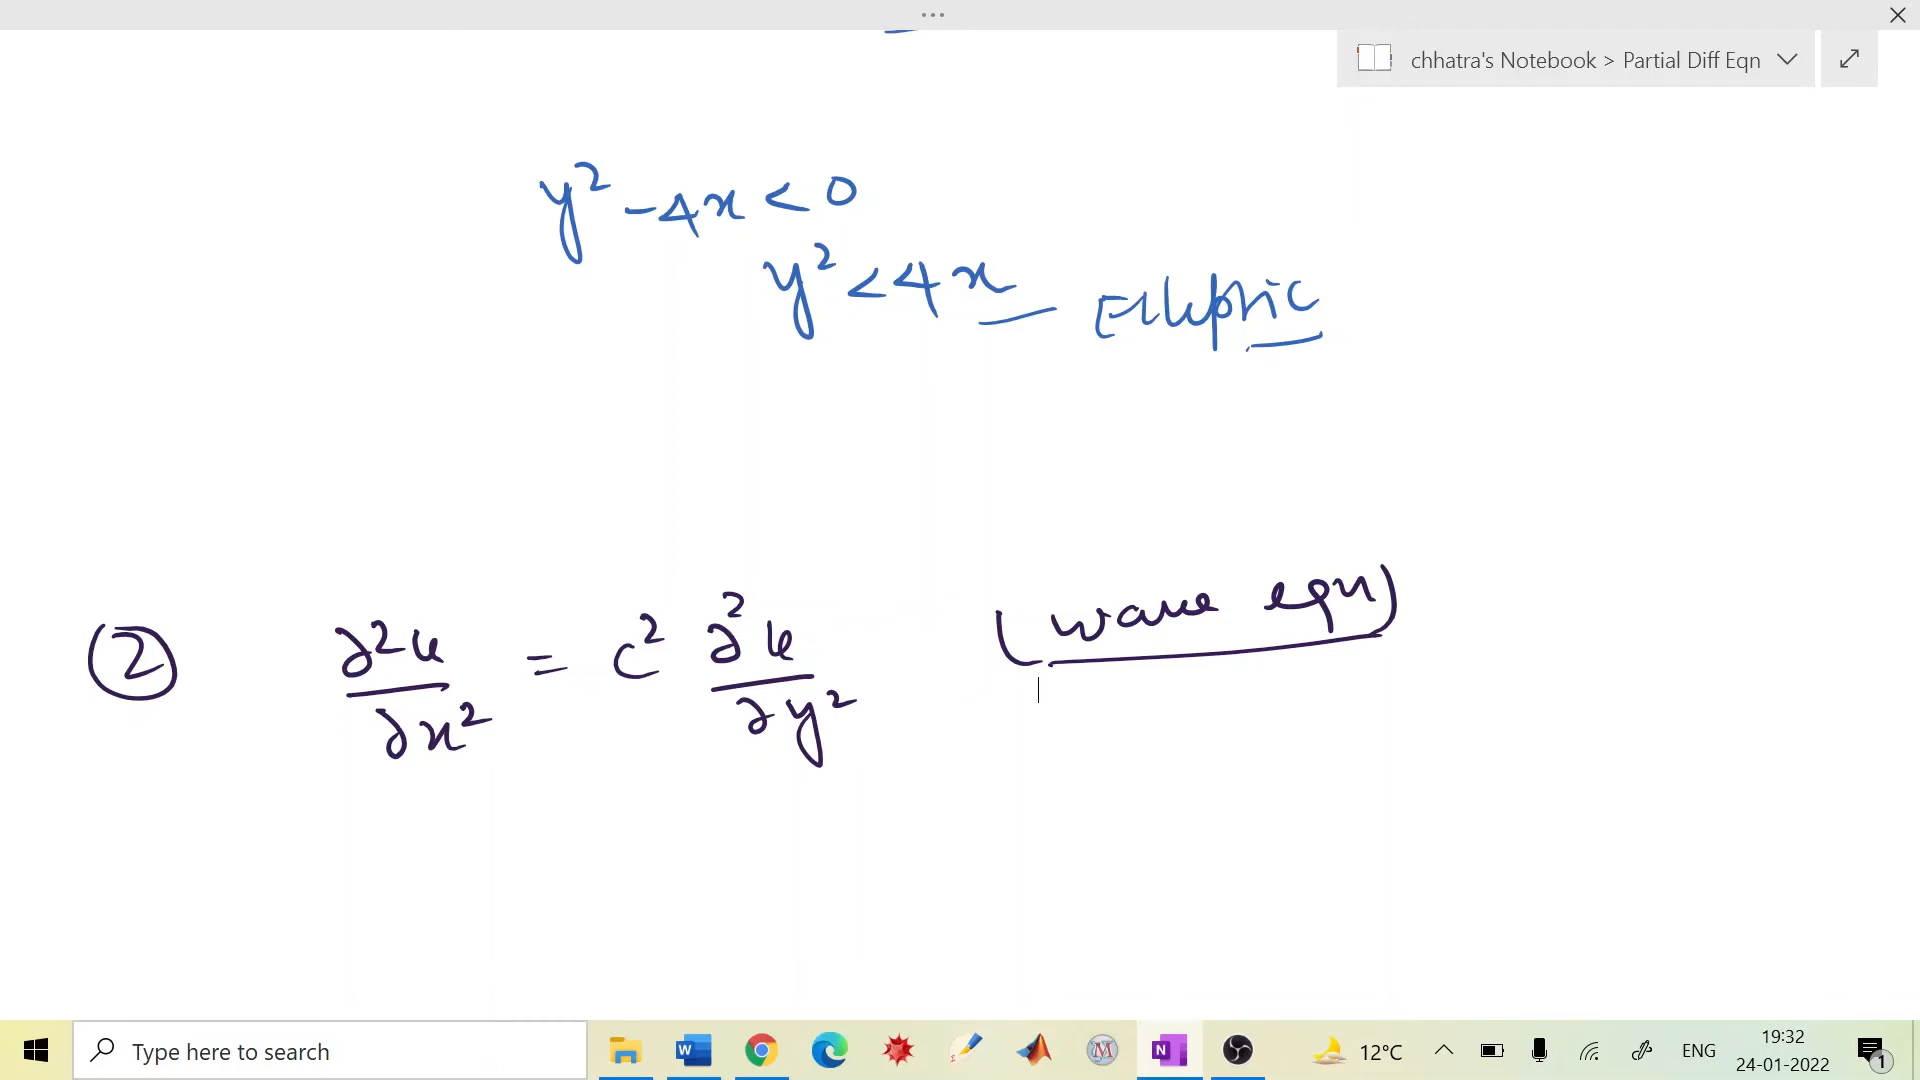 chhatra's Notebook > Partial Diff Eqn
y² - 4x < 0
y² < 4x Elliptic
② ∂²u/∂x² = c² ∂²u/∂y² (wave eqn)
Type here to search
12°C
ENG
19:32
24-01-2022
1